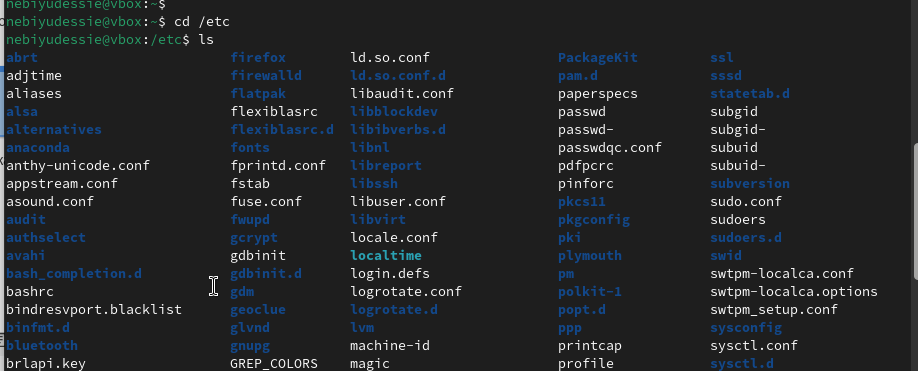 nebiyudessie@vbox:~$
nebiyudessie@vbox:~$ cd /etc
nebiyudessie@vbox:/etc$ ls
abrt firefox ld.so.conf PackageKit ssl
adjtime firewalld ld.so.conf.d pam.d sssd
aliases flatpak libaudit.conf paperspecs statetab.d
alsa flexiblasrc libblockdev passwd subgid
alternatives flexiblasrc.d libibverbs.d passwd- subgid-
anaconda fonts libnl passwdqc.conf subuid
anthy-unicode.conf fprintd.conf libreport pdfpcrc subuid-
appstream.conf fstab libssh pinforc subversion
asound.conf fuse.conf libuser.conf pkcs11 sudo.conf
audit fwupd libvirt pkgconfig sudoers
authselect gcrypt locale.conf pki sudoers.d
avahi gdbinit localtime plymouth swid
bash_completion.d gdbinit.d login.defs pm swtpm-localca.conf
bashrc gdm logrotate.conf polkit-1 swtpm-localca.options
bindresvport.blacklist geoclue logrotate.d popt.d swtpm_setup.conf
binfmt.d glvnd lvm ppp sysconfig
bluetooth gnupg machine-id printcap sysctl.conf
brlapi.key GREP_COLORS magic profile sysctl.d